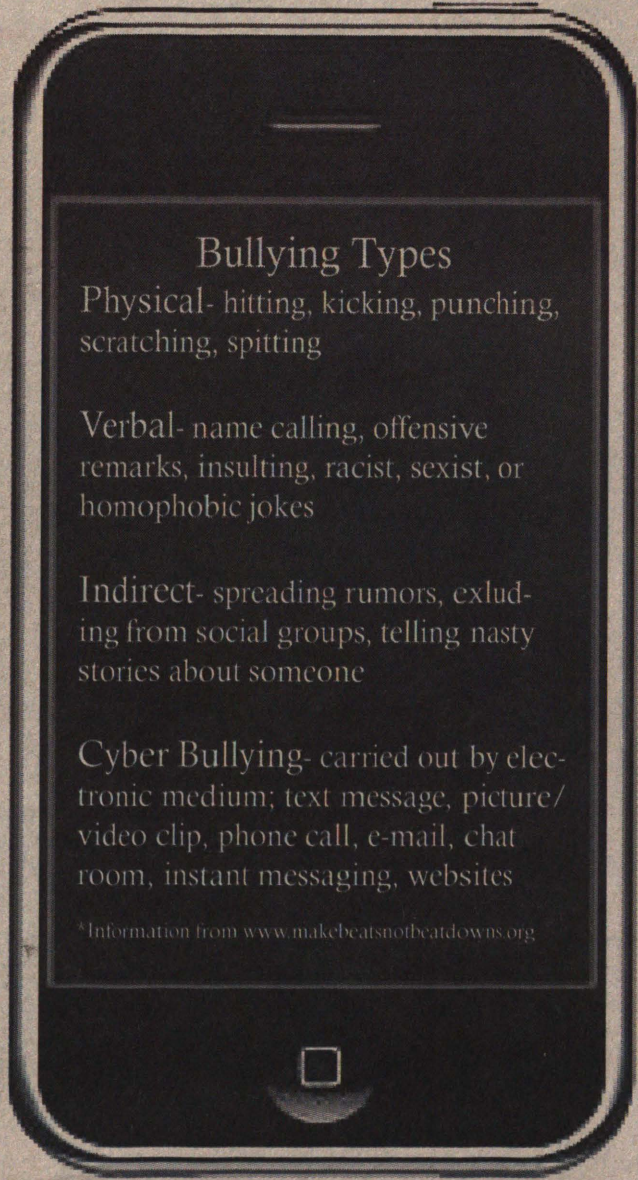 Bullying Types
Physical- hitting, kicking, punching,
scratching, spitting
Verbal- name calling, offensive
remarks, insulting, racist, sexist, or
homophobic jokes
Indirect- spreading rumors, exlud-
ing from social groups, telling nasty
stories about someone
Cyber Bullying- carried out by elec-
tronic medium; text message, picture/
video clip, phone call, e-mail, chat
room, instant messaging, websites
*Information from www.makebeatsnotbeatdowns.org